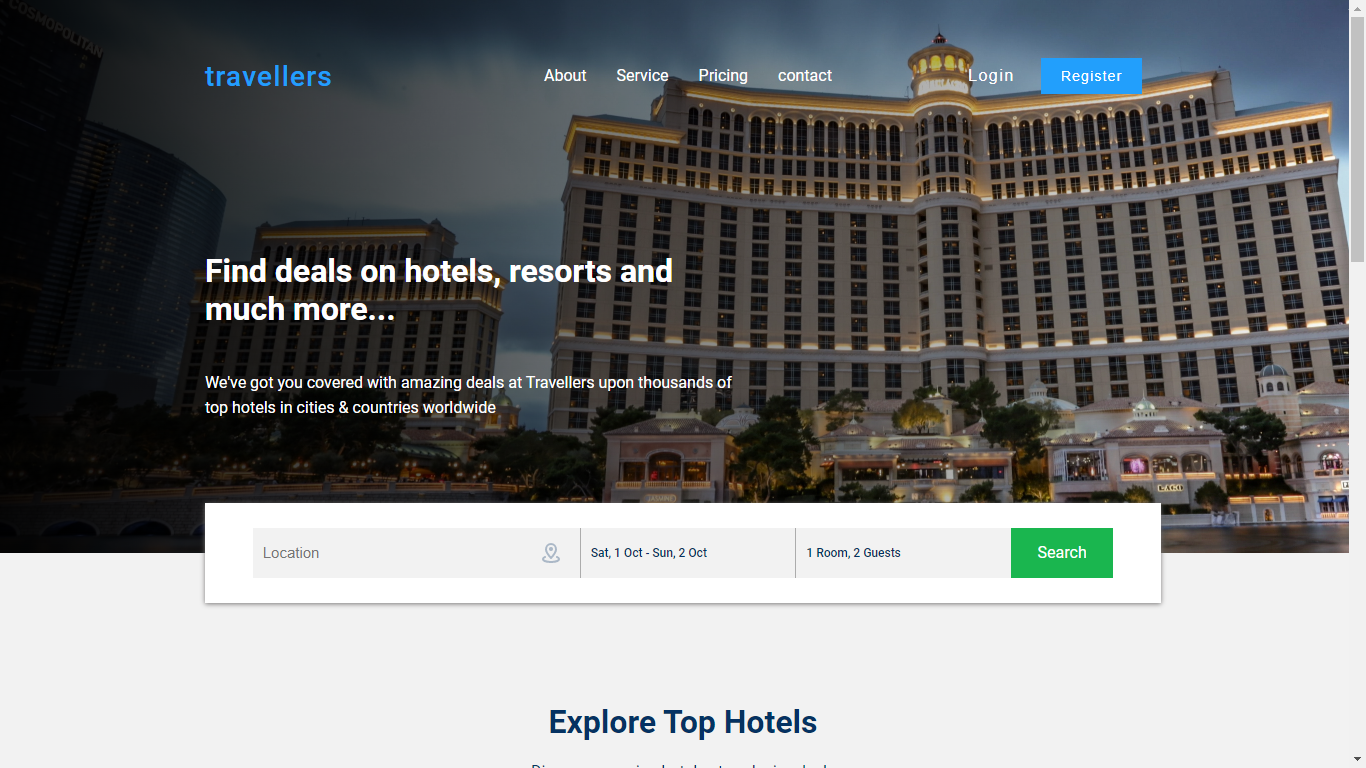 COSMOPOLITAN
travellers
About Service Pricing contact
Login Register
Find deals on hotels, resorts and
much more...
We've got you covered with amazing deals at Travellers upon thousands of
top hotels in cities & countries worldwide
JASMINE
Location
Sat, 1 Oct - Sun, 2 Oct
1 Room, 2 Guests
Search
Explore Top Hotels